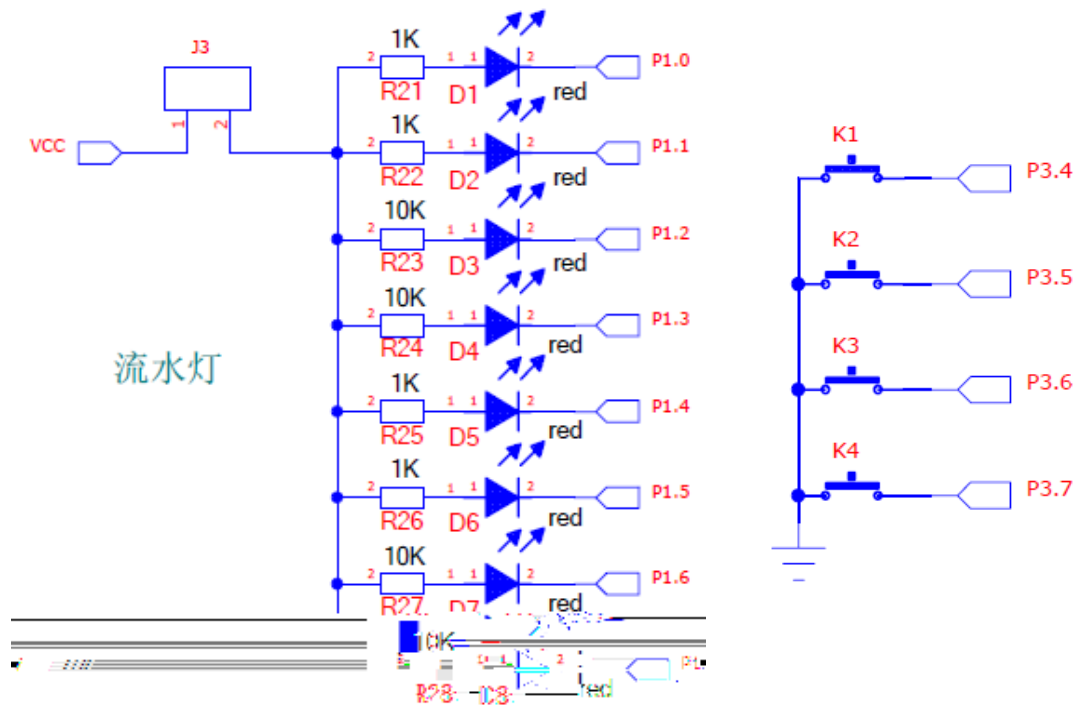 J3
1
2
VCC
流水灯
1K
2
R21
1 1
D1
2
red
P1.0
1K
2
R22
1 1
D2
2
red
P1.1
10K
2
R23
1 1
D3
2
red
P1.2
10K
2
R24
1 1
D4
2
red
P1.3
1K
2
R25
1 1
D5
2
red
P1.4
1K
2
R26
1 1
D6
2
red
P1.5
10K
2
R27
1 1
D7
2
red
P1.6
2
red
K1
P3.4
K2
P3.5
K3
P3.6
K4
P3.7